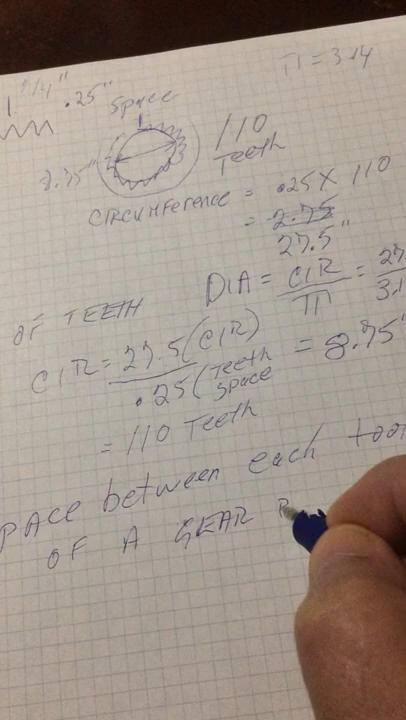 π = 3.14
1/4" .25"
Space
110
Teeth
8.75"
CIRCUMFERENCE = .25 X 110
= 2.75
27.5"
OF TEETH DIA = CIR/π = 27/3.1
CIR = 27.5 (CIR)/.25 (Teeth Space = 8.75"
= 110 Teeth
PACE between each toot
OF A GEAR